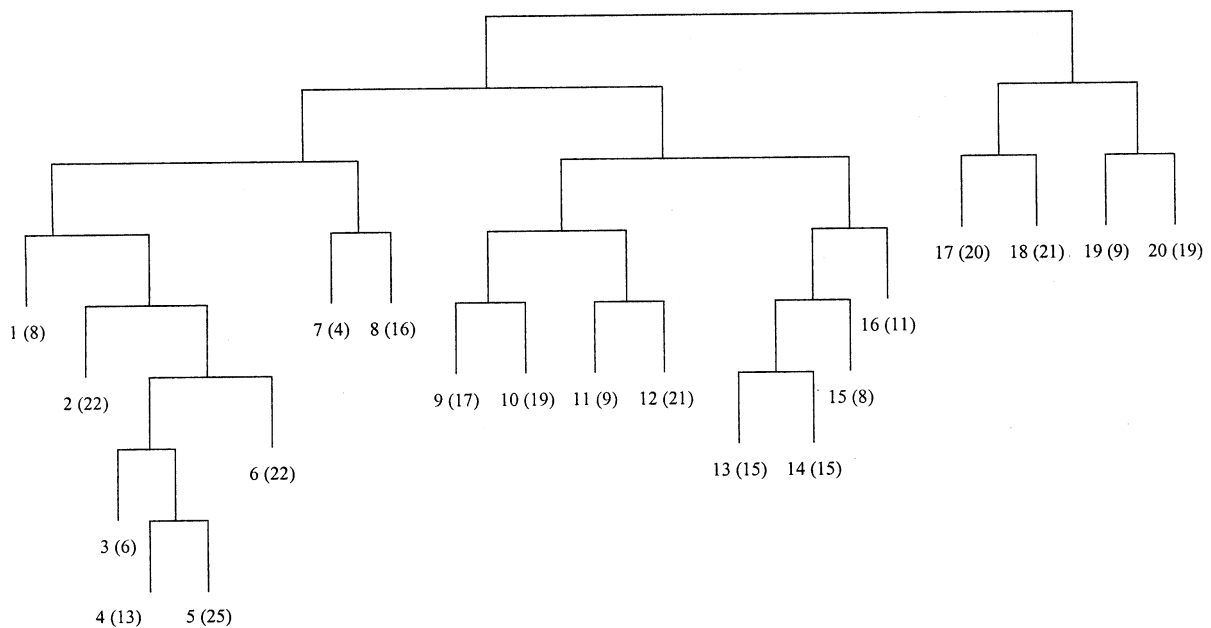 17 (20) 18 (21) 19 (9) 20 (19)
1 (8) 7 (4) 8 (16) 16 (11)
2 (22) 9 (17) 10 (19) 11 (9) 12 (21) 15 (8)
6 (22) 13 (15) 14 (15)
3 (6)
4 (13) 5 (25)